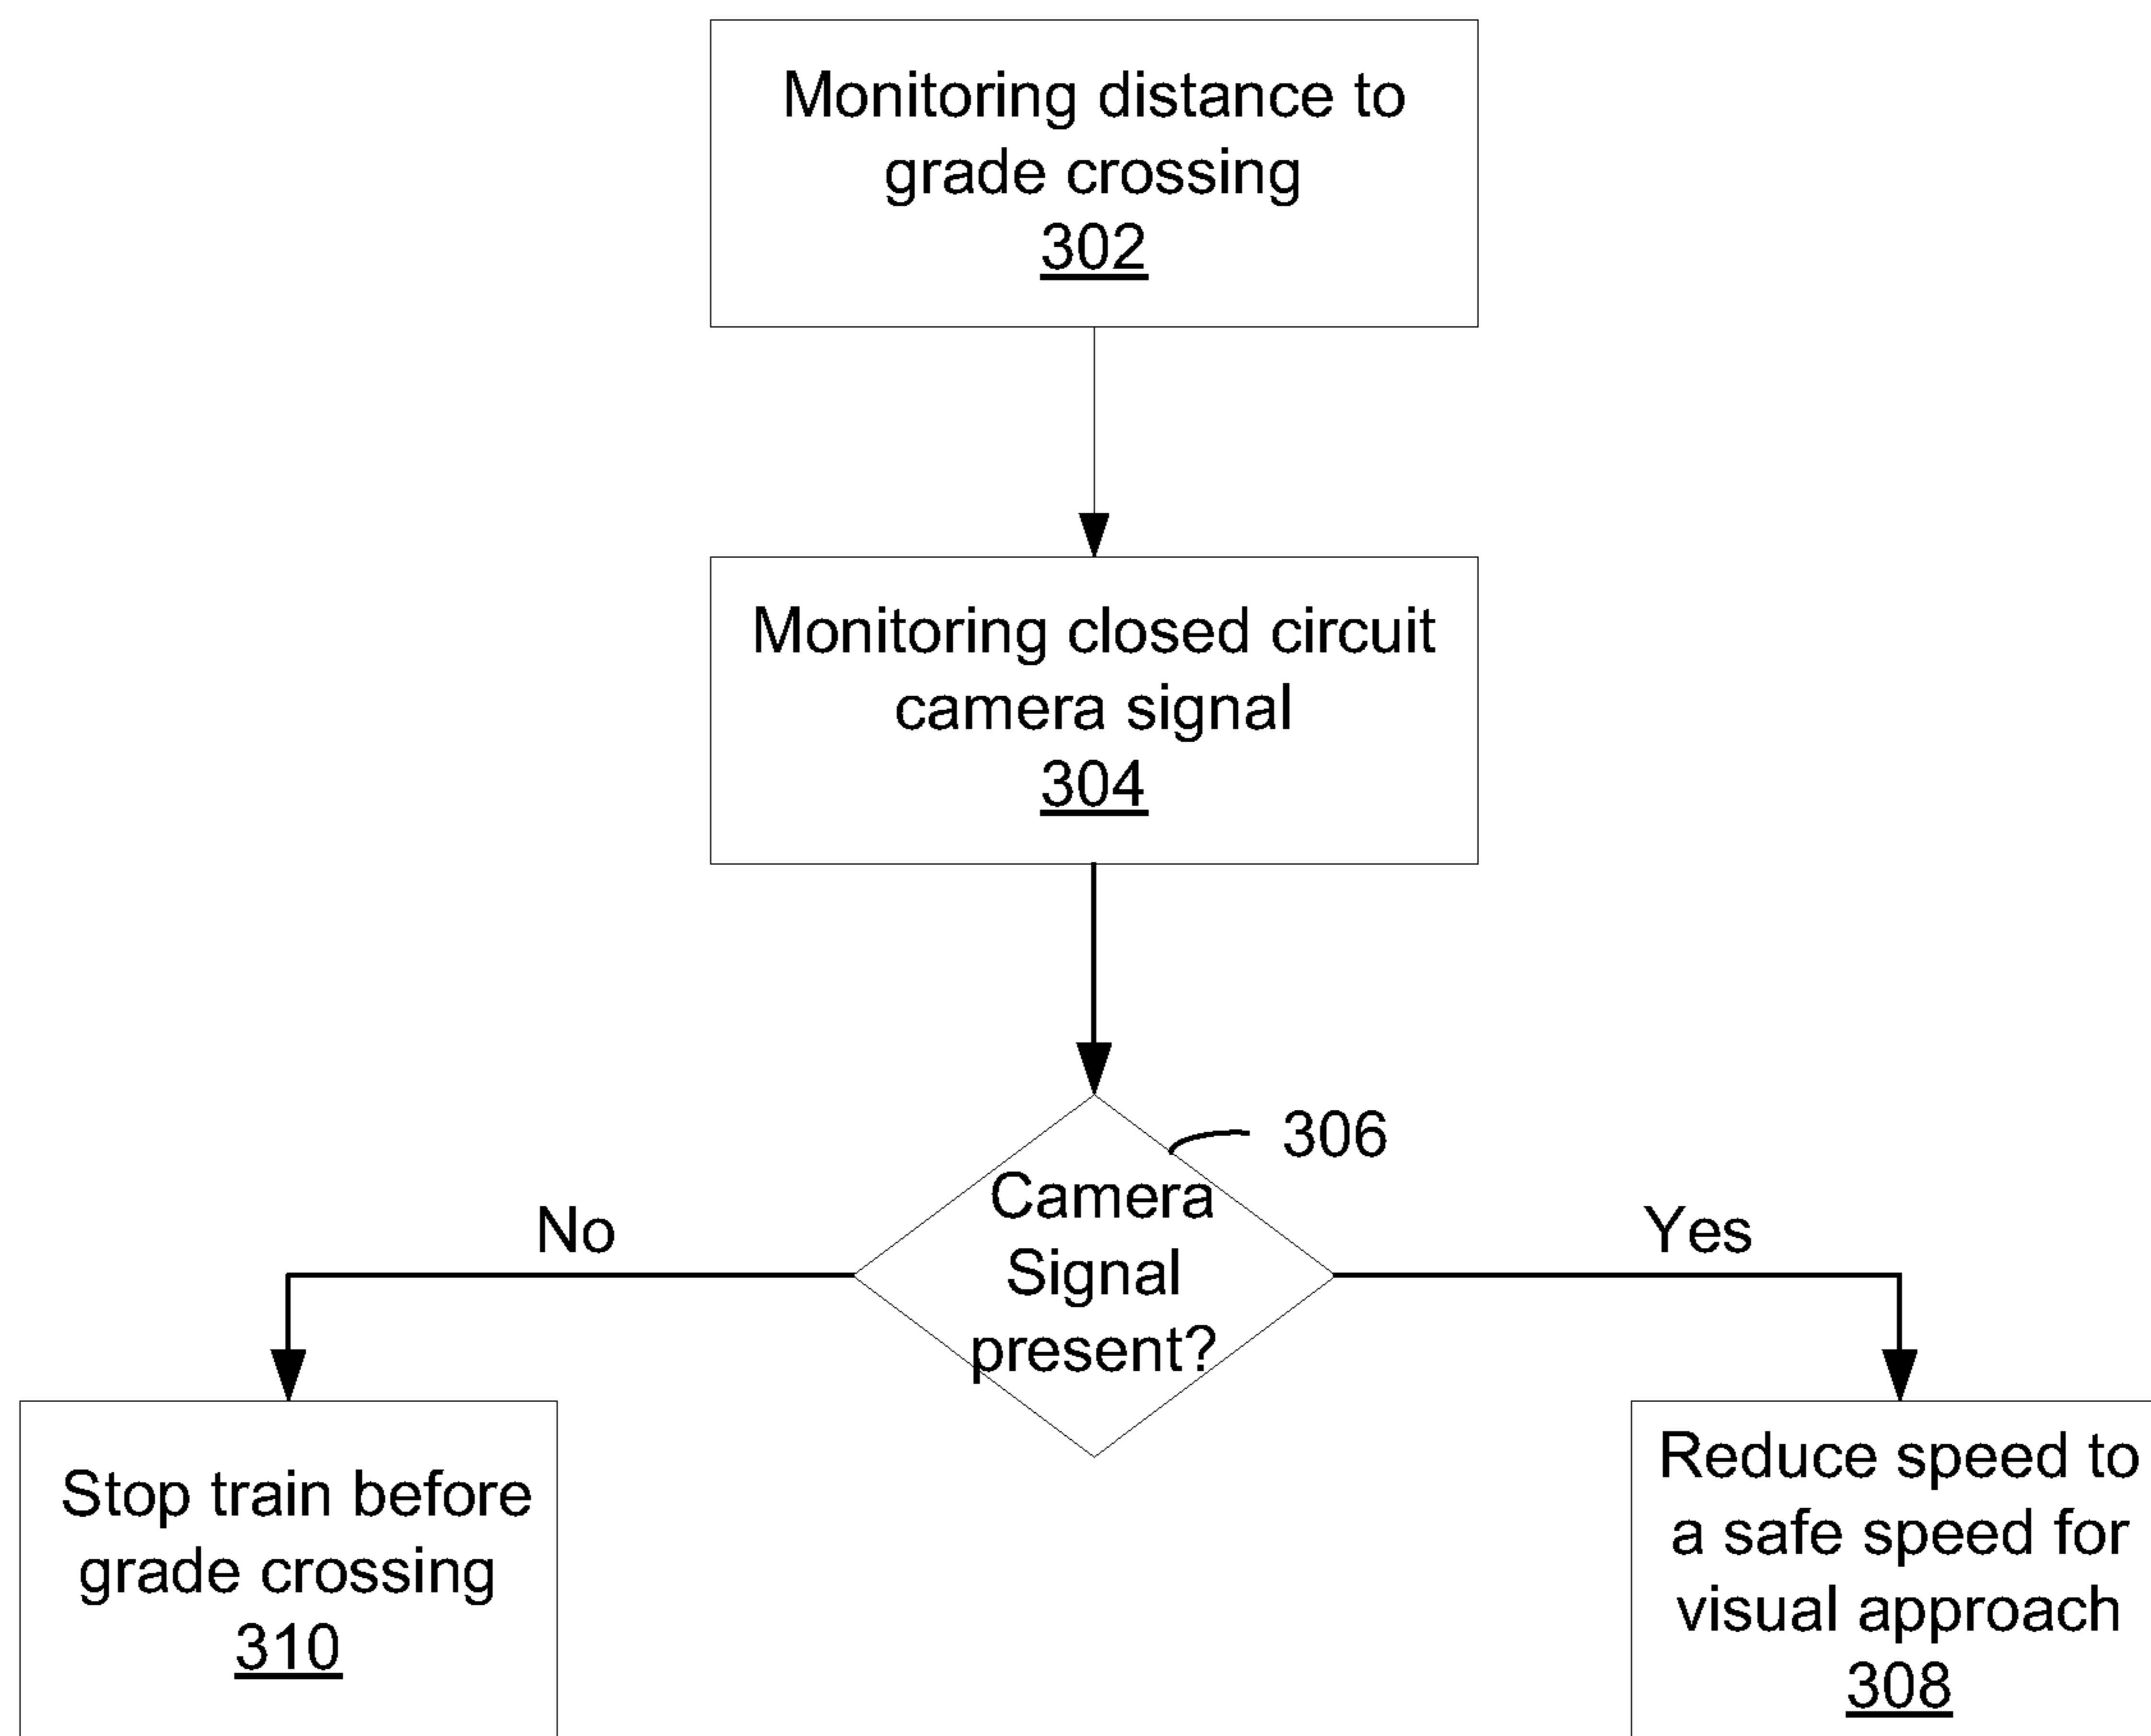 Monitoring distance to
grade crossing
302
Monitoring closed circuit
camera signal
304
306
Camera
Signal
present?
No
Yes
Stop train before
grade crossing
310
Reduce speed to
a safe speed for
visual approach
308